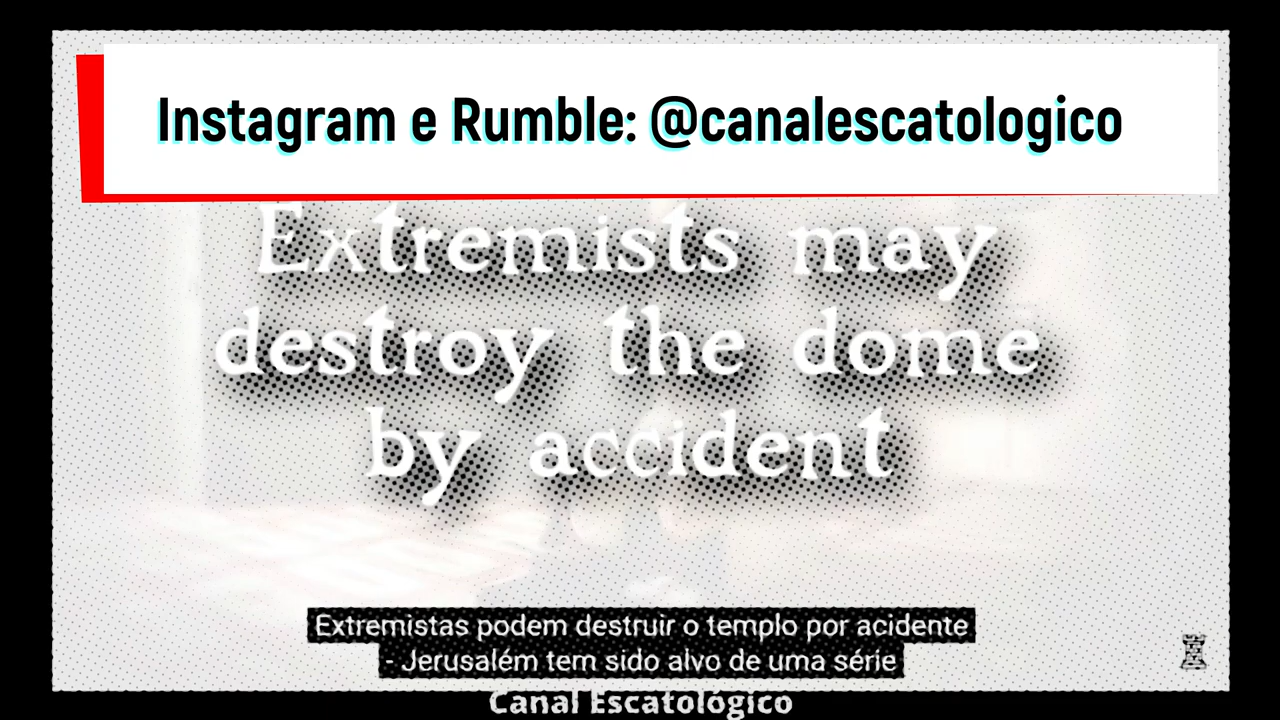 Instagram e Rumble: @canalescatologico
Extremists may
destroy the dome
by accident
Extremistas podem destruir o templo por acidente
- Jerusalém tem sido alvo de uma série
Canal Escatológico